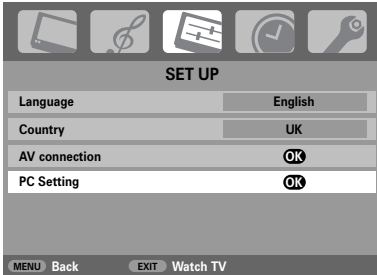 SET UP
Language English
Country UK
AV connection OK
PC Setting OK
MENU Back EXIT Watch TV